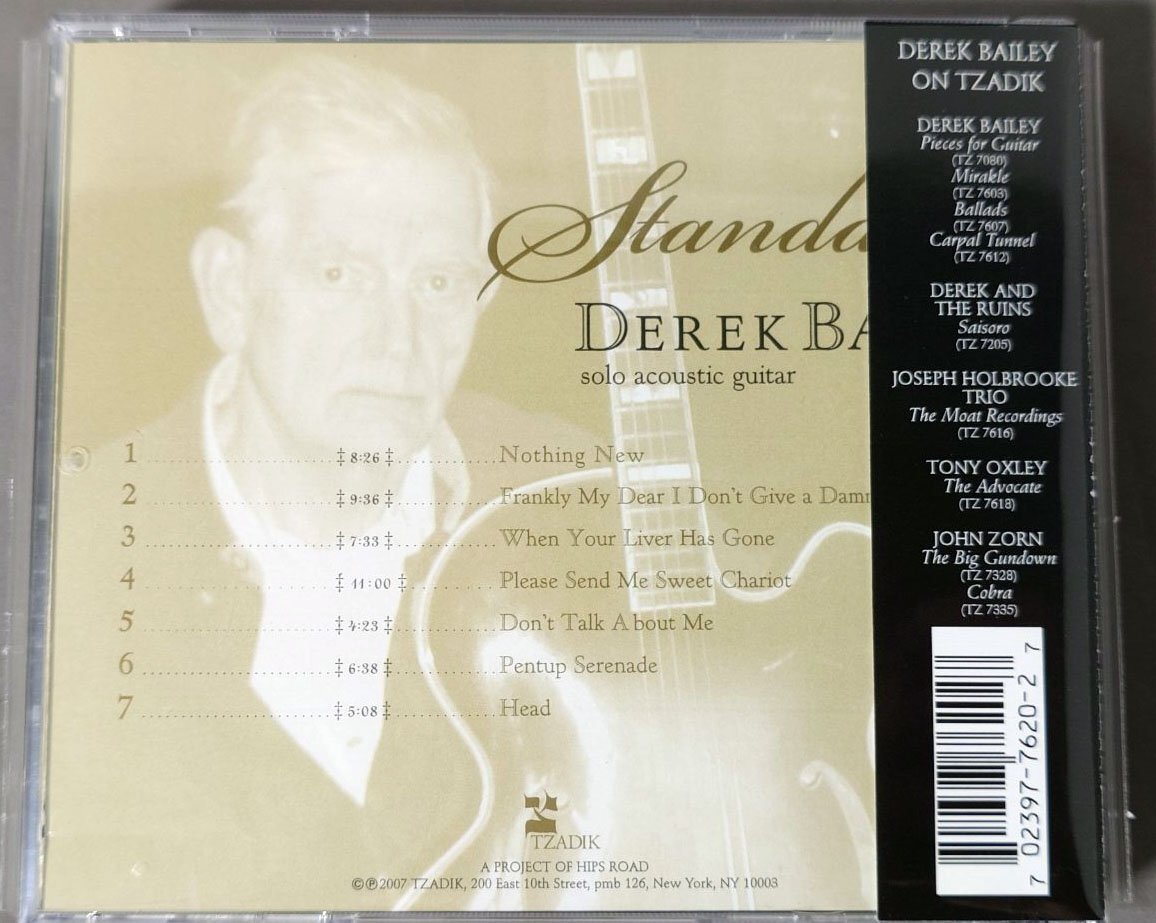 Standa
DEREK BA
solo acoustic guitar
1 ‡ 8:26 ‡ Nothing New
2 ‡ 9:36 ‡ Frankly My Dear I Don't Give a Damn
3 ‡ 7:33 ‡ When Your Liver Has Gone
4 ‡ 11:00 ‡ Please Send Me Sweet Chariot
5 ‡ 4:23 ‡ Don't Talk About Me
6 ‡ 6:38 ‡ Pentup Serenade
7 ‡ 5:08 ‡ Head
צ
TZADIK
A PROJECT OF HIPS ROAD
©℗2007 TZADIK, 200 East 10th Street, pmb 126, New York, NY 10003
DEREK BAILEY
ON TZADIK
DEREK BAILEY
Pieces for Guitar
(TZ 7080)
Mirakle
(TZ 7603)
Ballads
(TZ 7607)
Carpal Tunnel
(TZ 7612)
DEREK AND
THE RUINS
Saisoro
(TZ 7205)
JOSEPH HOLBROOKE
TRIO
The Moat Recordings
(TZ 7616)
TONY OXLEY
The Advocate
(TZ 7618)
JOHN ZORN
The Big Gundown
(TZ 7328)
Cobra
(TZ 7335)
7 02397-7620-2 7